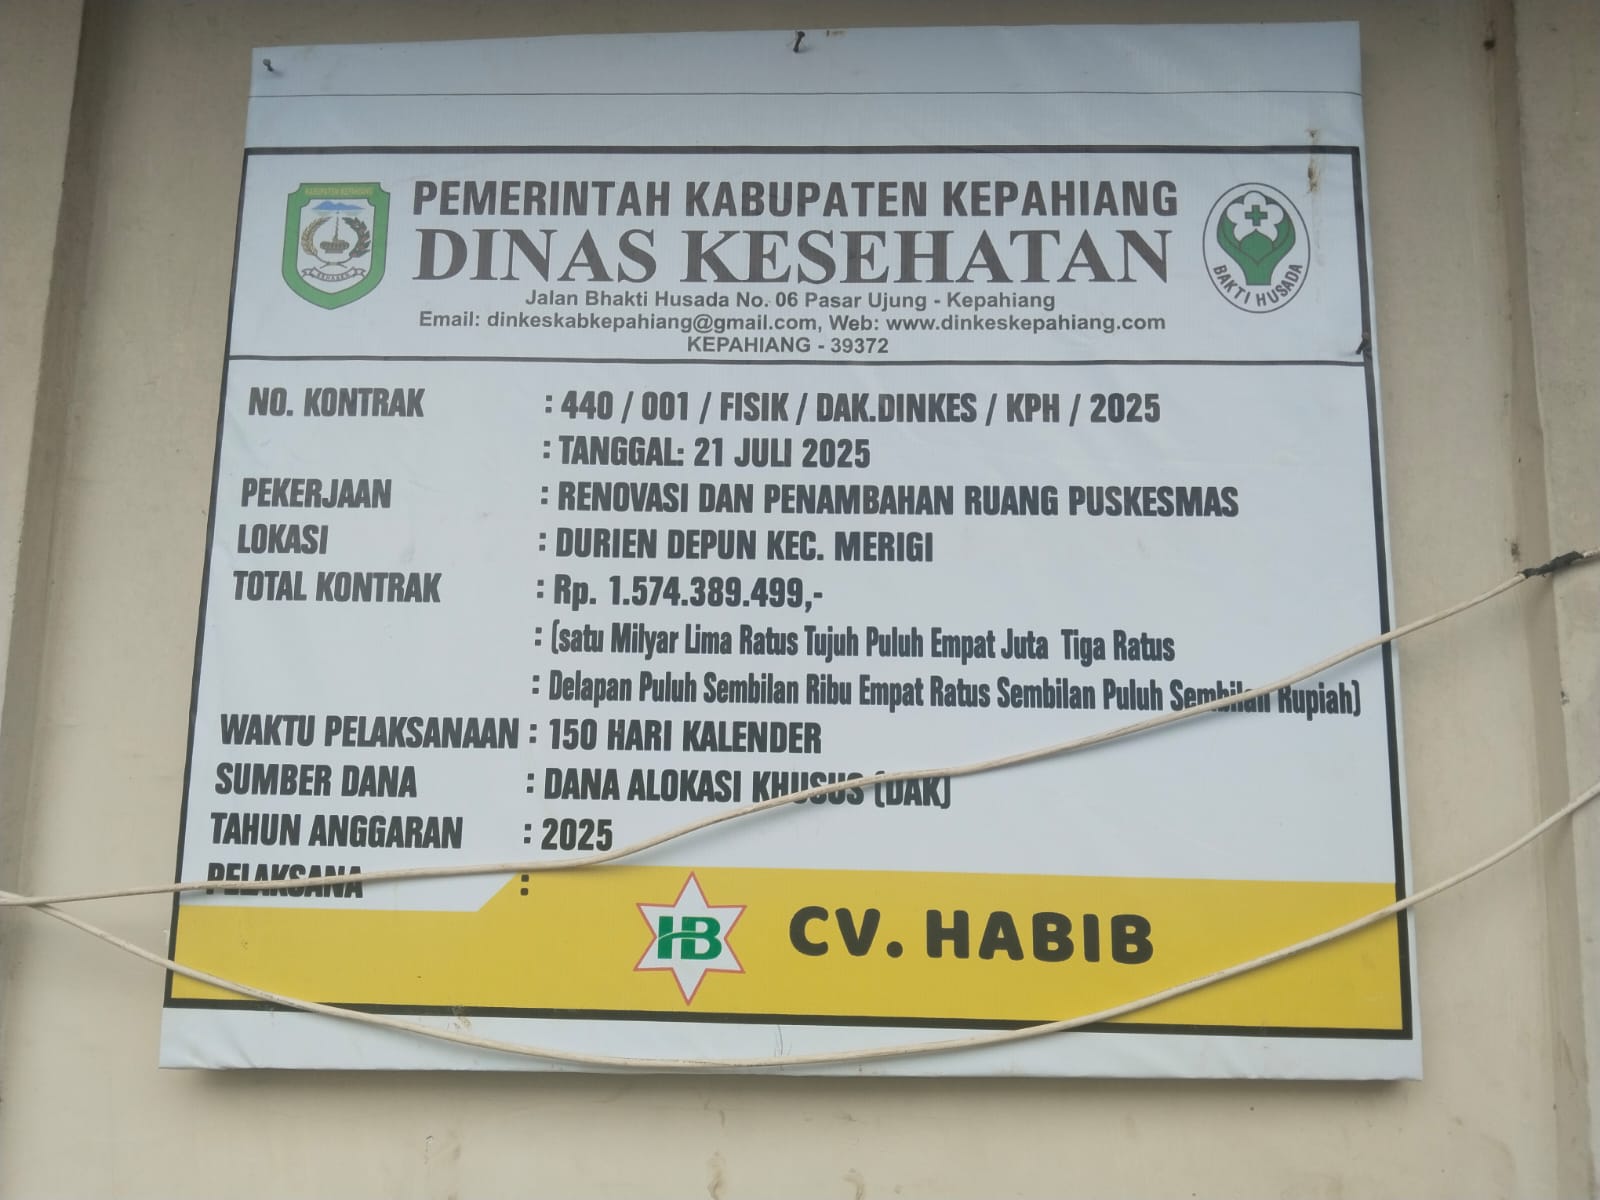 KABUPATEN KEPAHIANG
PEMERINTAH KABUPATEN KEPAHIANG
DINAS KESEHATAN
Jalan Bhakti Husada No. 06 Pasar Ujung - Kepahiang
Email: dinkeskabkepahiang@gmail.com, Web: www.dinkeskepahiang.com
KEPAHIANG - 39372
BAKTI HUSADA
NO. KONTRAK : 440 / 001 / FISIK / DAK.DINKES / KPH / 2025
: TANGGAL: 21 JULI 2025
PEKERJAAN : RENOVASI DAN PENAMBAHAN RUANG PUSKESMAS
LOKASI : DURIEN DEPUN KEC. MERIGI
TOTAL KONTRAK : Rp. 1.574.389.499,-
: (satu Milyar Lima Ratus Tujuh Puluh Empat Juta Tiga Ratus
: Delapan Puluh Sembilan Ribu Empat Ratus Sembilan Puluh Sembilan Rupiah)
WAKTU PELAKSANAAN : 150 HARI KALENDER
SUMBER DANA : DANA ALOKASI KHUSUS (DAK)
TAHUN ANGGARAN : 2025
PELAKSANA :
HB CV. HABIB